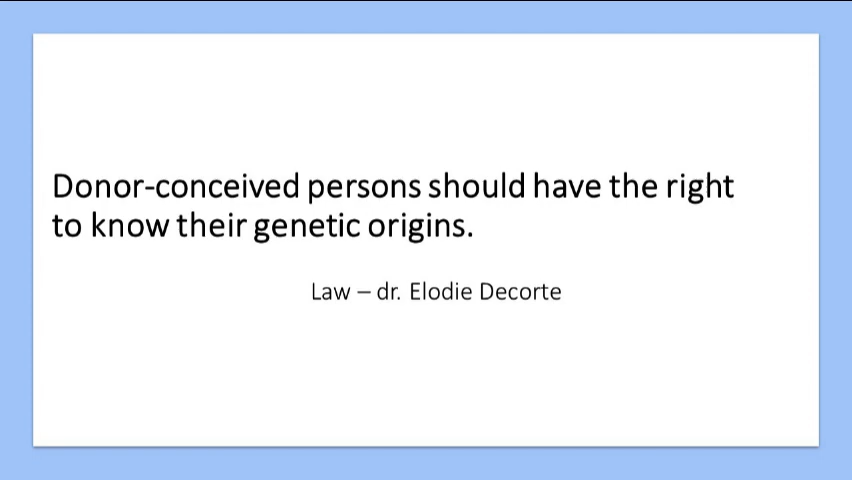 Donor-conceived persons should have the right
to know their genetic origins.
Law – dr. Elodie Decorte